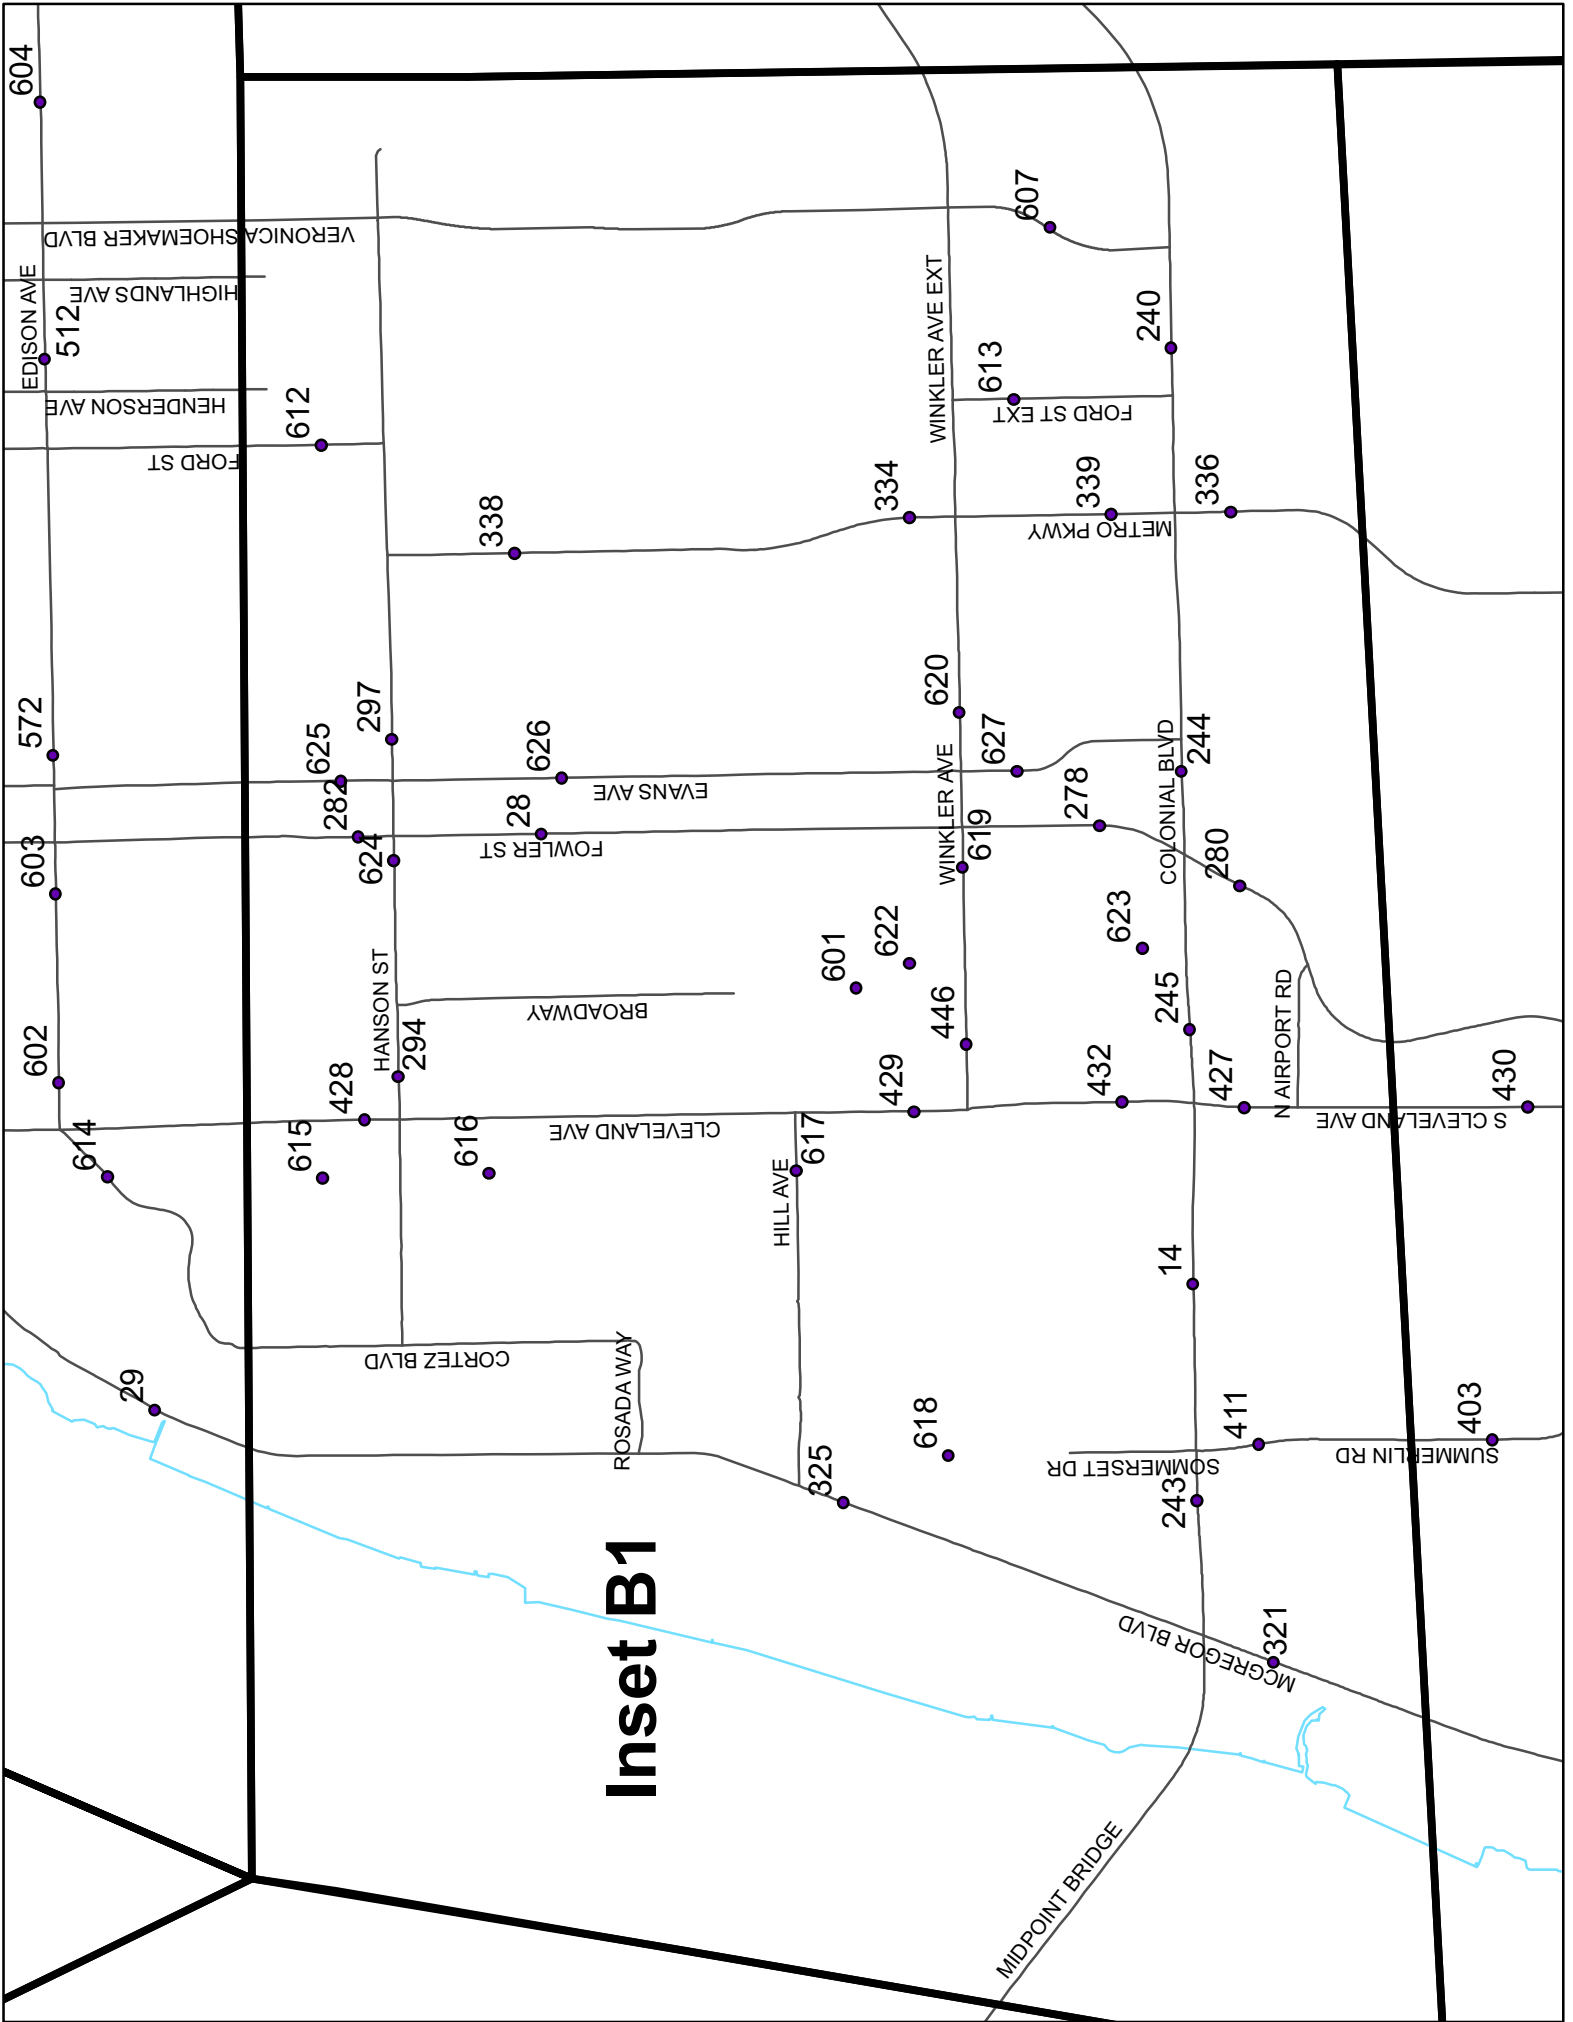 604
EDISON AVE
512
572
603
602
614
29
VERONICA SHOEMAKER BLVD
HIGHLANDS AVE
HENDERSON AVE
FORD ST
612
625
297
282
624
HANSON ST
294
428
615
338
626
28
EVANS AVE
FOWLER ST
BROADWAY
616
CLEVELAND AVE
CORTEZ BLVD
ROSADA WAY
HILL AVE
617
601
622
334
WINKLER AVE EXT
620
WINKLER AVE
619
446
429
618
325
607
613
FORD ST EXT
339
METRO PKWY
627
278
623
432
240
336
COLONIAL BLVD
244
280
245
427
N AIRPORT RD
S CLEVELAND AVE
430
14
411
SOMMERSET DR
243
SUMMERLIN RD
403
MCGREGOR BLVD
321
MIDPOINT BRIDGE
Inset B1